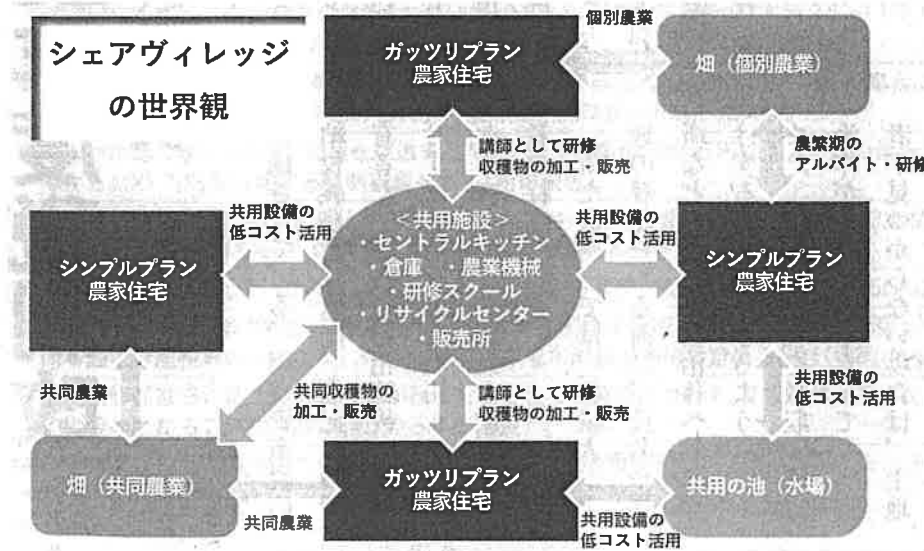 シェアヴィレッジ
の世界観
ガッツリプラン
農家住宅
個別農業
畑（個別農業）
講師として研修
収穫物の加工・販売
農繁期の
アルバイト・研修
共用設備の
低コスト活用
＜共用施設＞
・セントラルキッチン
・倉庫　・農業機械
・研修スクール
・リサイクルセンター
・販売所
共用設備の
低コスト活用
シンプルプラン
農家住宅
シンプルプラン
農家住宅
共同農業
共同収穫物の
加工・販売
講師として研修
収穫物の加工・販売
共用設備の
低コスト活用
畑（共同農業）
共同農業
ガッツリプラン
農家住宅
共用設備の
低コスト活用
共用の池（水場）